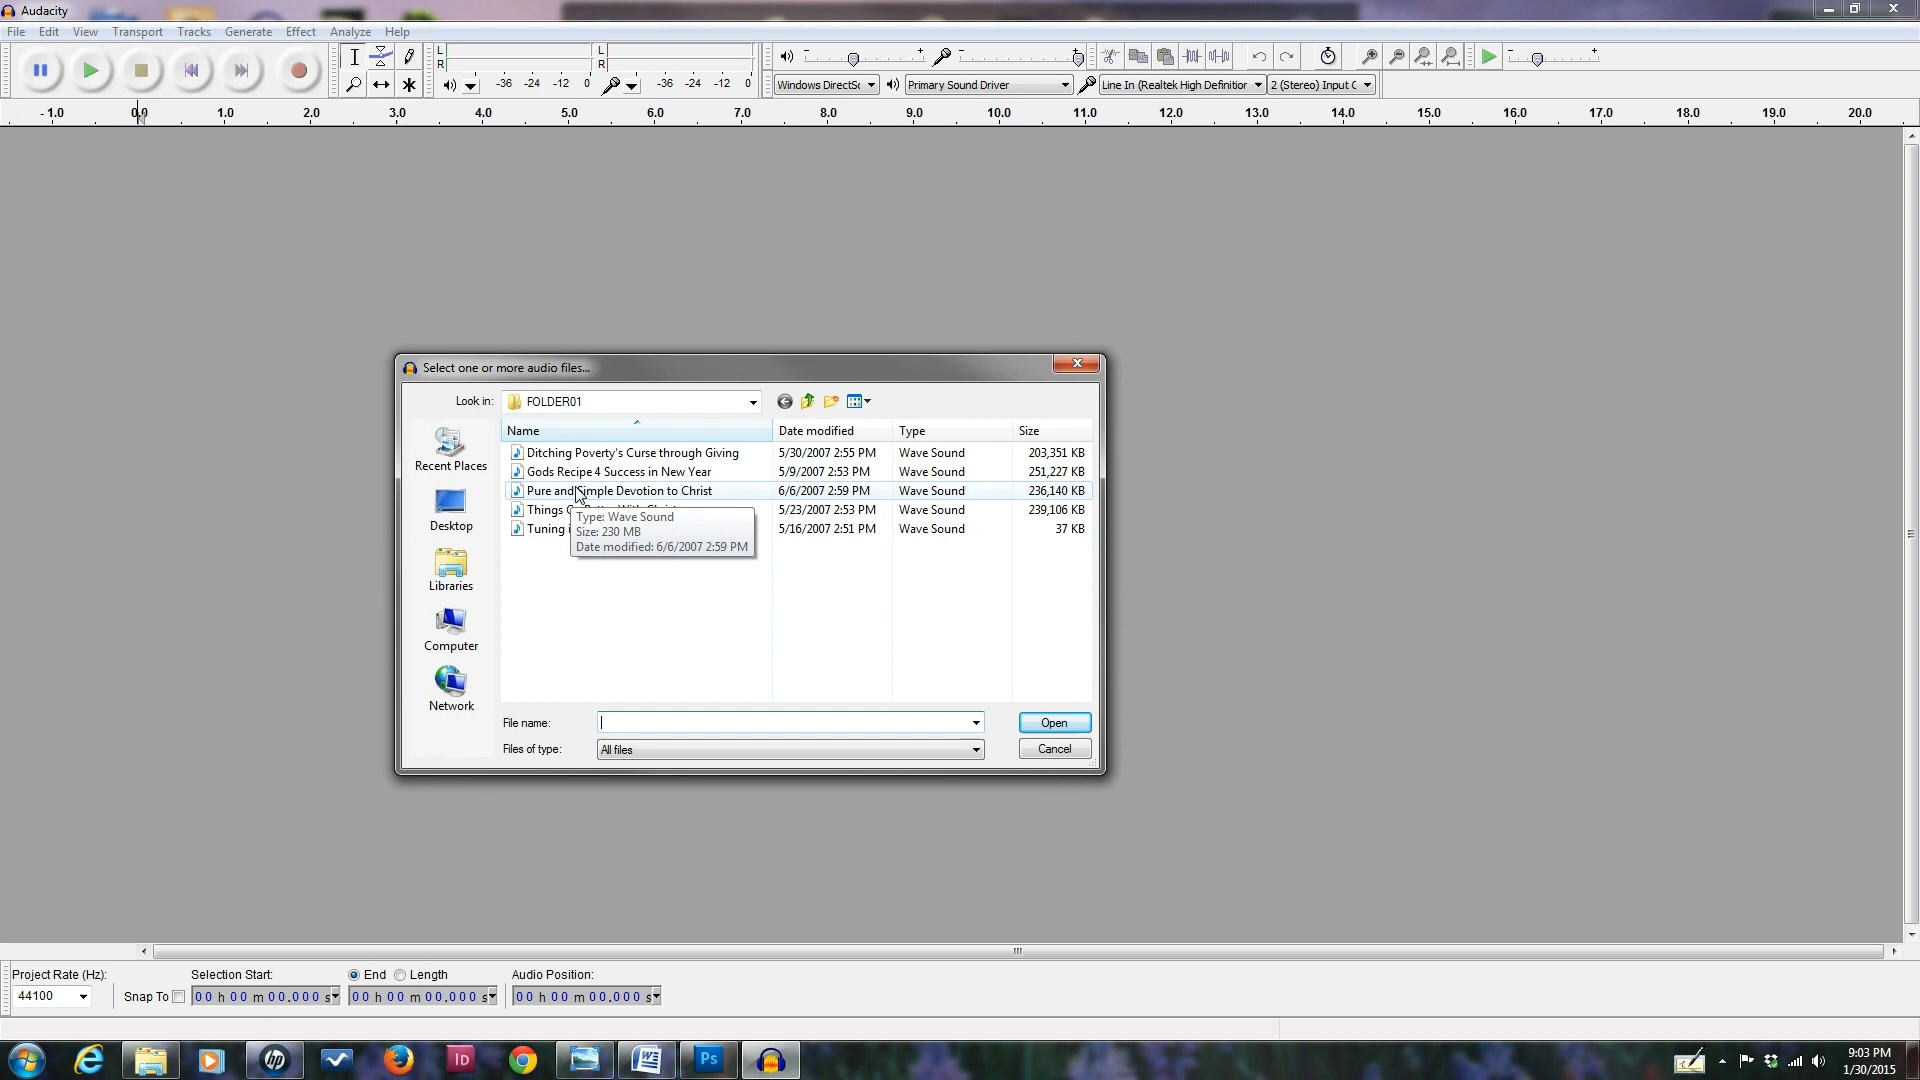 Audacity
File Edit View Transport Tracks Generate Effect Analyze Help
L
R
-36 -24 -12 0
L
R
-36 -24 -12 0
Primary Sound Driver
Line In (Realtek High Definitior
2 (Stereo) Input C
- 1.0 0.0 1.0 2.0 3.0 4.0 5.0 6.0 7.0 8.0 9.0 10.0 11.0 12.0 13.0 14.0 15.0 16.0 17.0 18.0 19.0 20.0
Select one or more audio files...
Look in: FOLDER01
Recent Places
Desktop
Libraries
Computer
Network
Name Date modified Type Size
Ditching Poverty's Curse through Giving 5/30/2007 2:55 PM Wave Sound 203,351 KB
Gods Recipe 4 Success in New Year 5/9/2007 2:53 PM Wave Sound 251,227 KB
Pure and Simple Devotion to Christ 6/6/2007 2:59 PM Wave Sound 236,140 KB
Things 5/23/2007 2:53 PM Wave Sound 239,106 KB
Tuning 5/16/2007 2:51 PM Wave Sound 37 KB
Type: Wave Sound
Size: 230 MB
Date modified: 6/6/2007 2:59 PM
File name: Open
Files of type: All files Cancel
Project Rate (Hz): Selection Start: End Length Audio Position:
44100 Snap To 00 h 00 m 00.000 s 00 h 00 m 00.000 s 00 h 00 m 00.000 s
hp Id W Ps
9:03 PM
1/30/2015